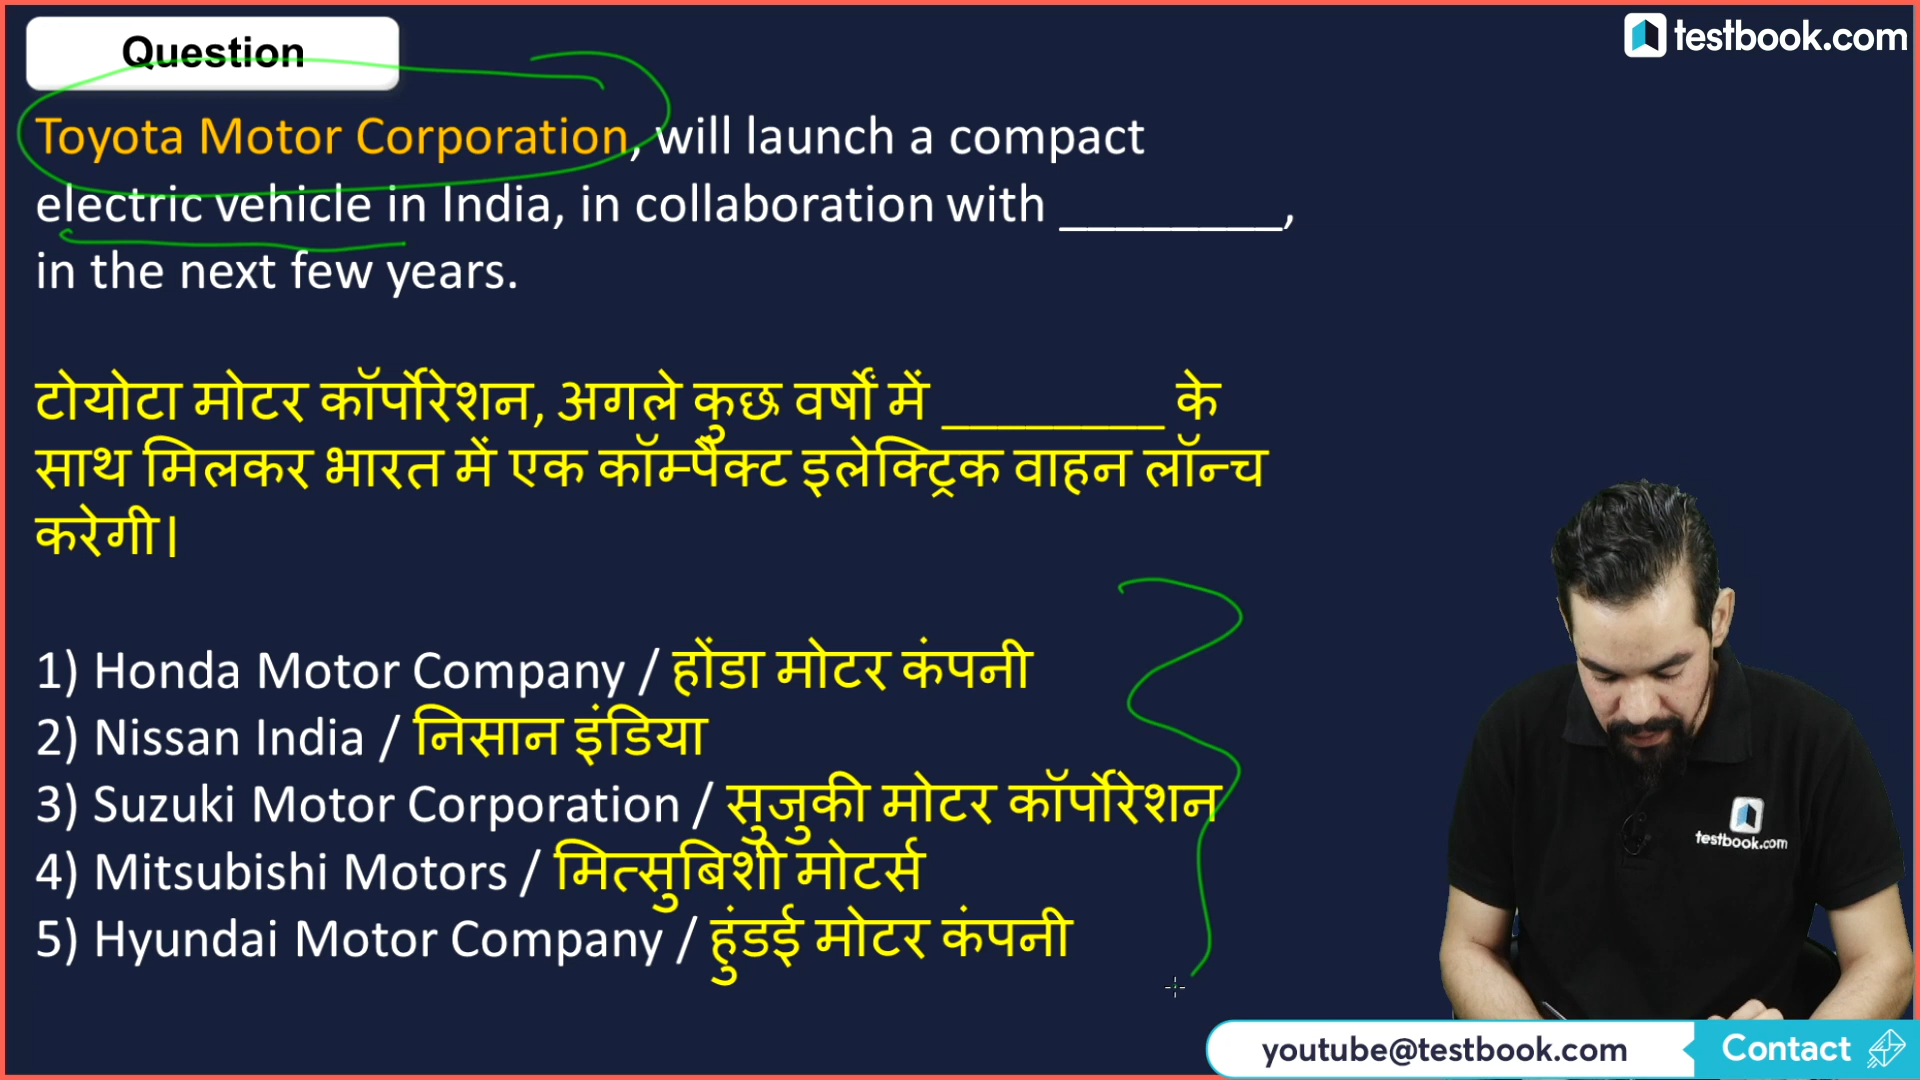 Question
testbook.com
Toyota Motor Corporation, will launch a compact
electric vehicle in India, in collaboration with ________,
in the next few years.
टोयोटा मोटर कॉर्पोरेशन, अगले कुछ वर्षों में ________ के
साथ मिलकर भारत में एक कॉम्पैक्ट इलेक्ट्रिक वाहन लॉन्च
करेगी।
1) Honda Motor Company / होंडा मोटर कंपनी
2) Nissan India / निसान इंडिया
3) Suzuki Motor Corporation / सुजुकी मोटर कॉर्पोरेशन
4) Mitsubishi Motors / मित्सुबिशी मोटर्स
5) Hyundai Motor Company / हुंडई मोटर कंपनी
testbook.com
youtube@testbook.com Contact